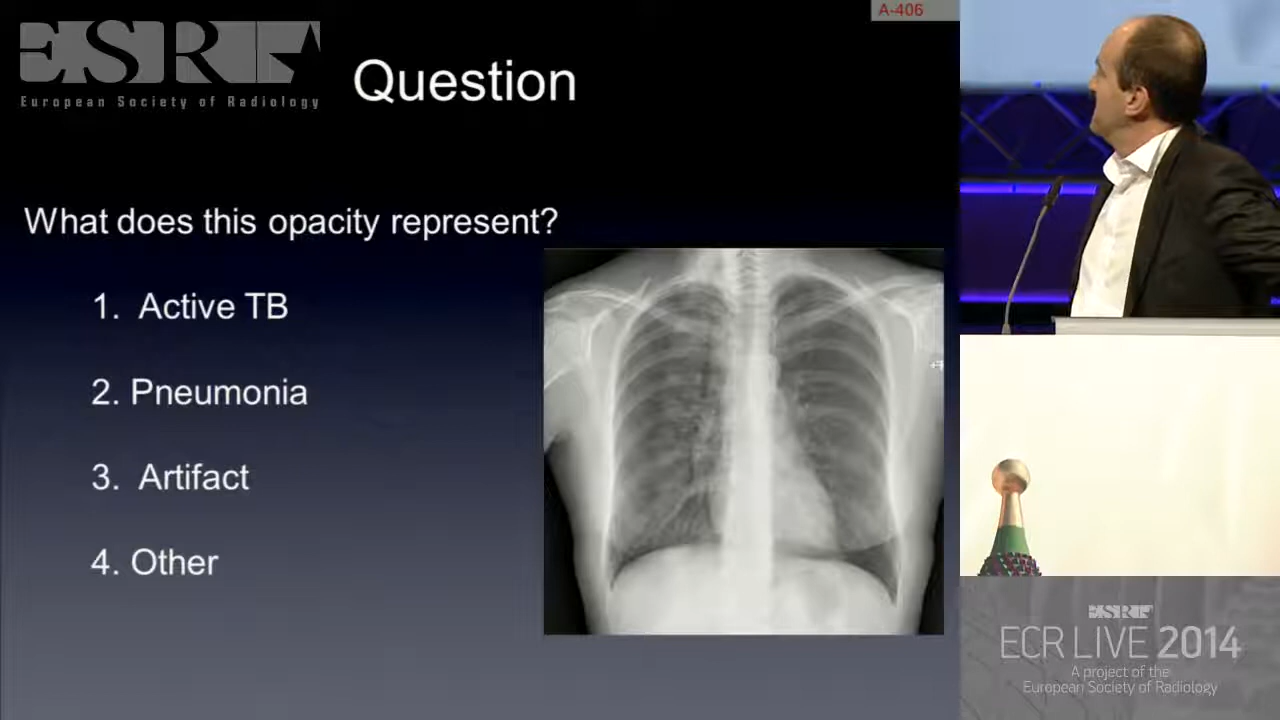 A-406
ESR
European Society of Radiology
Question
What does this opacity represent?
1. Active TB
2. Pneumonia
3. Artifact
4. Other
ESR
ECR LIVE 2014
A project of the
European Society of Radiology